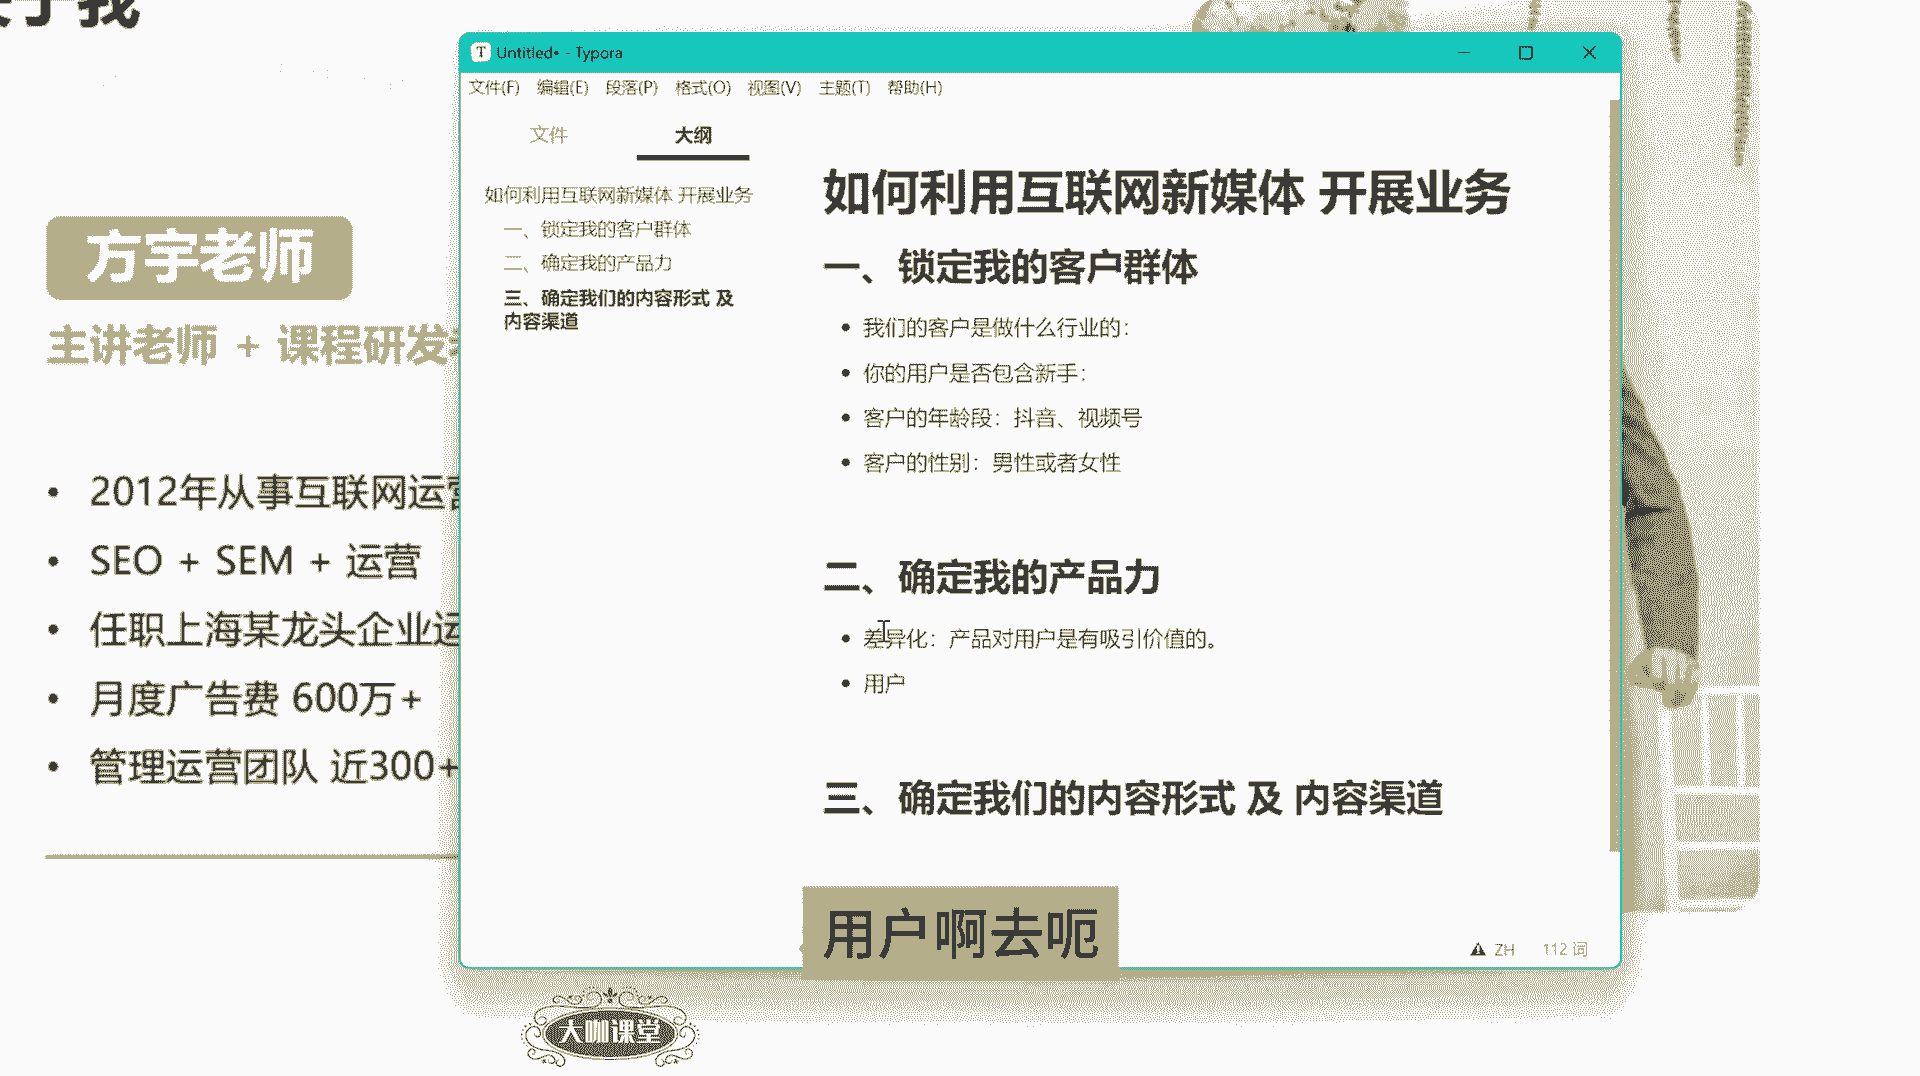 Untitled• - Typora
文件(F) 编辑(E) 段落(P) 格式(O) 视图(V) 主题(T) 帮助(H)
文件 大纲
如何利用互联网新媒体 开展业务
一、锁定我的客户群体
二、确定我的产品力
三、确定我们的内容形式 及
内容渠道
如何利用互联网新媒体 开展业务
一、锁定我的客户群体
• 我们的客户是做什么行业的：
• 你的用户是否包含新手：
• 客户的年龄段：抖音、视频号
• 客户的性别：男性或者女性
二、确定我的产品力
• 差异化：产品对用户是有吸引价值的。
• 用户
三、确定我们的内容形式 及 内容渠道
ZH 112 词
方宇老师
主讲老师 + 课程研发
• 2012年从事互联网运营
• SEO + SEM + 运营
• 任职上海某龙头企业运
• 月度广告费 600万+
• 管理运营团队 近300+
用户啊去呃
大咖课堂